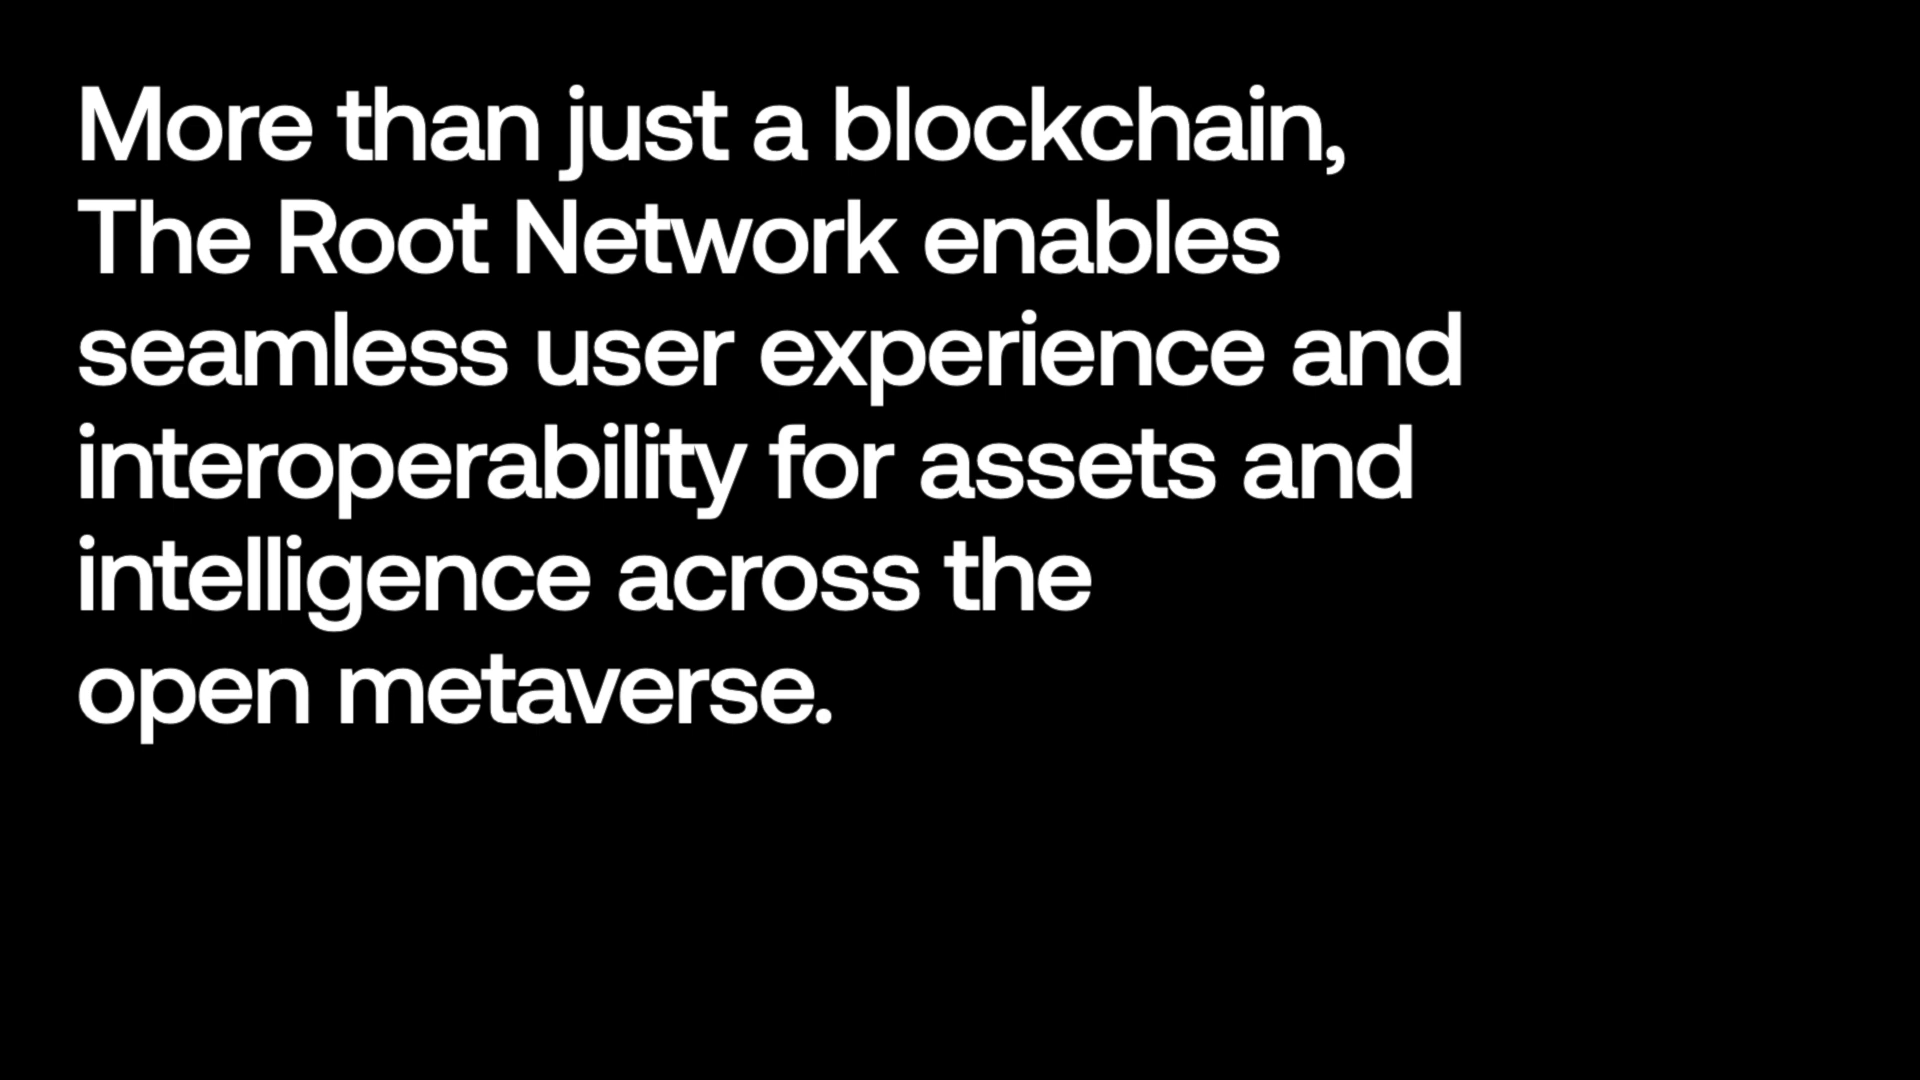 More than just a blockchain,
The Root Network enables
seamless user experience and
interoperability for assets and
intelligence across the
open metaverse.